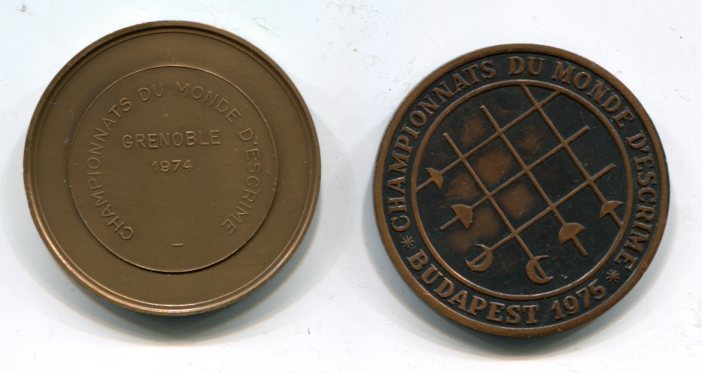 CHAMPIONNATS DU MONDE D'ESCRIME
GRENOBLE
1974
CHAMPIONNATS DU MONDE D'ESCRIME
* BUDAPEST 1975 *